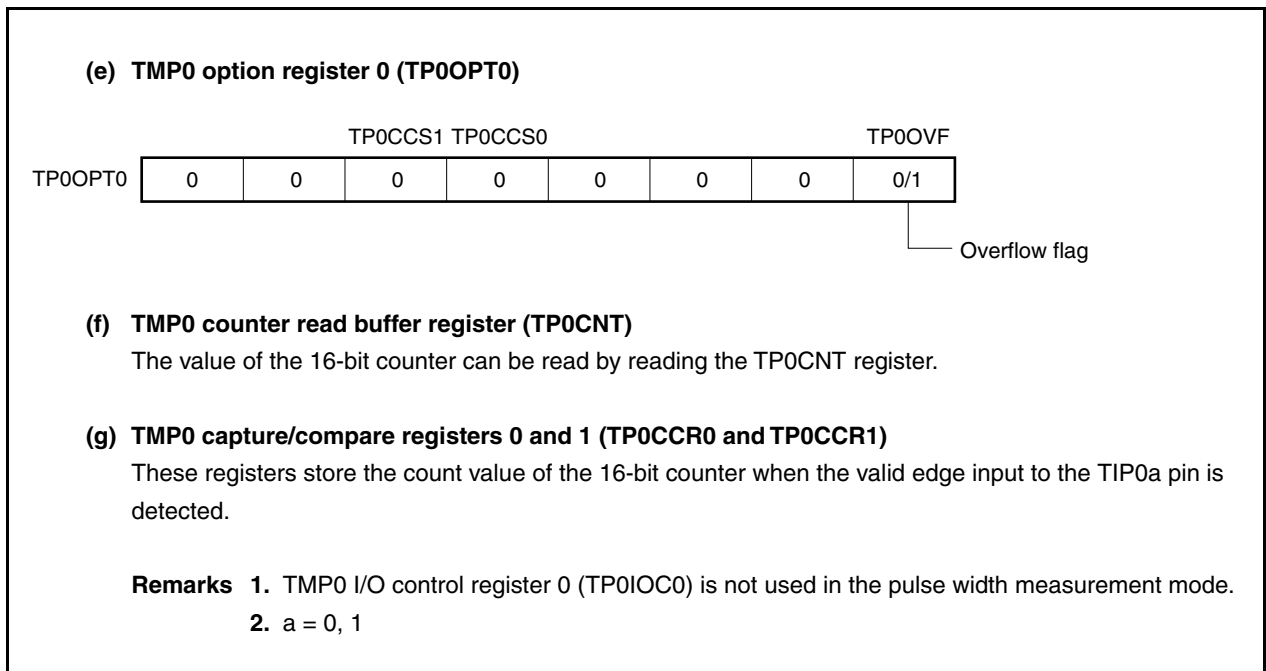 (e) TMP0 option register 0 (TP0OPT0)
TP0CCS1 TP0CCS0 TP0OVF
TP0OPT0 0 0 0 0 0 0 0 0/1
Overflow flag
(f) TMP0 counter read buffer register (TP0CNT)
The value of the 16-bit counter can be read by reading the TP0CNT register.
(g) TMP0 capture/compare registers 0 and 1 (TP0CCR0 and TP0CCR1)
These registers store the count value of the 16-bit counter when the valid edge input to the TIP0a pin is
detected.
Remarks 1. TMP0 I/O control register 0 (TP0IOC0) is not used in the pulse width measurement mode.
2. a = 0, 1